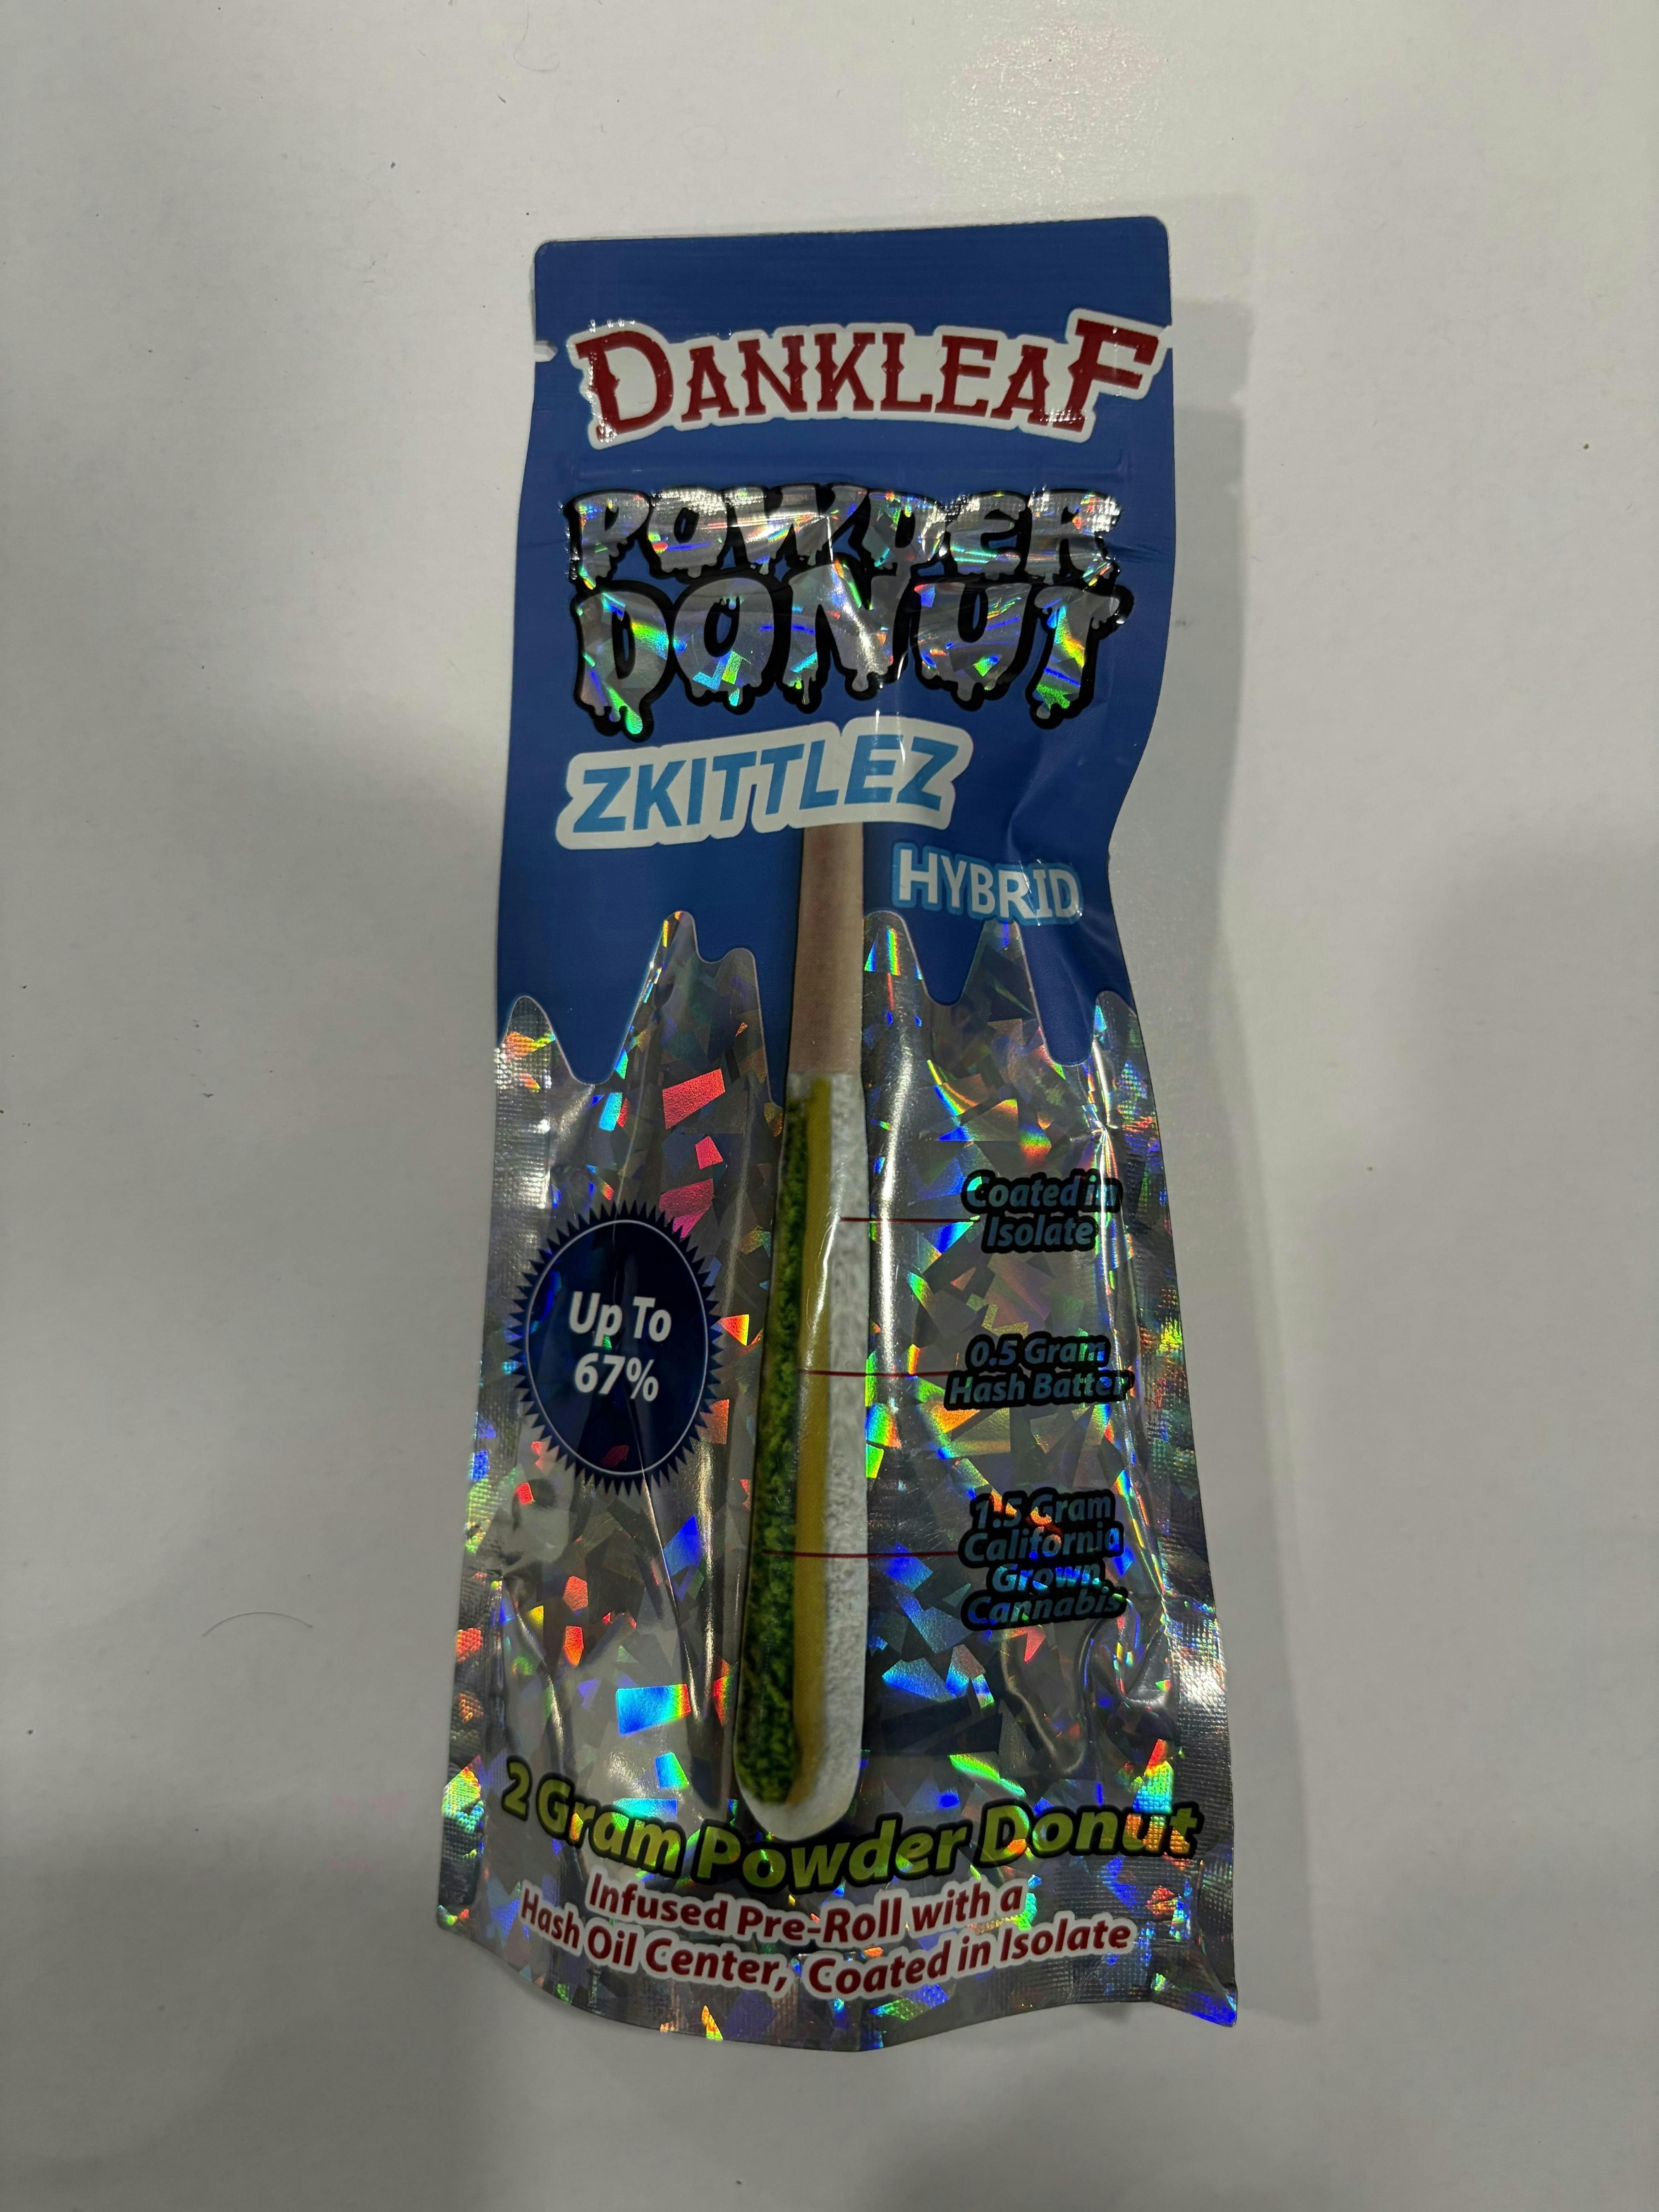 DANKLEAF
POWDER
DONUT
ZKITTLEZ
HYBRID
Coated in
Isolate
Up To
67%
0.5 Gram
Hash Batter
1.5 Gram
California
Grown
Cannabis
2 Gram Powder Donut
Infused Pre-Roll with a
Hash Oil Center, Coated in Isolate